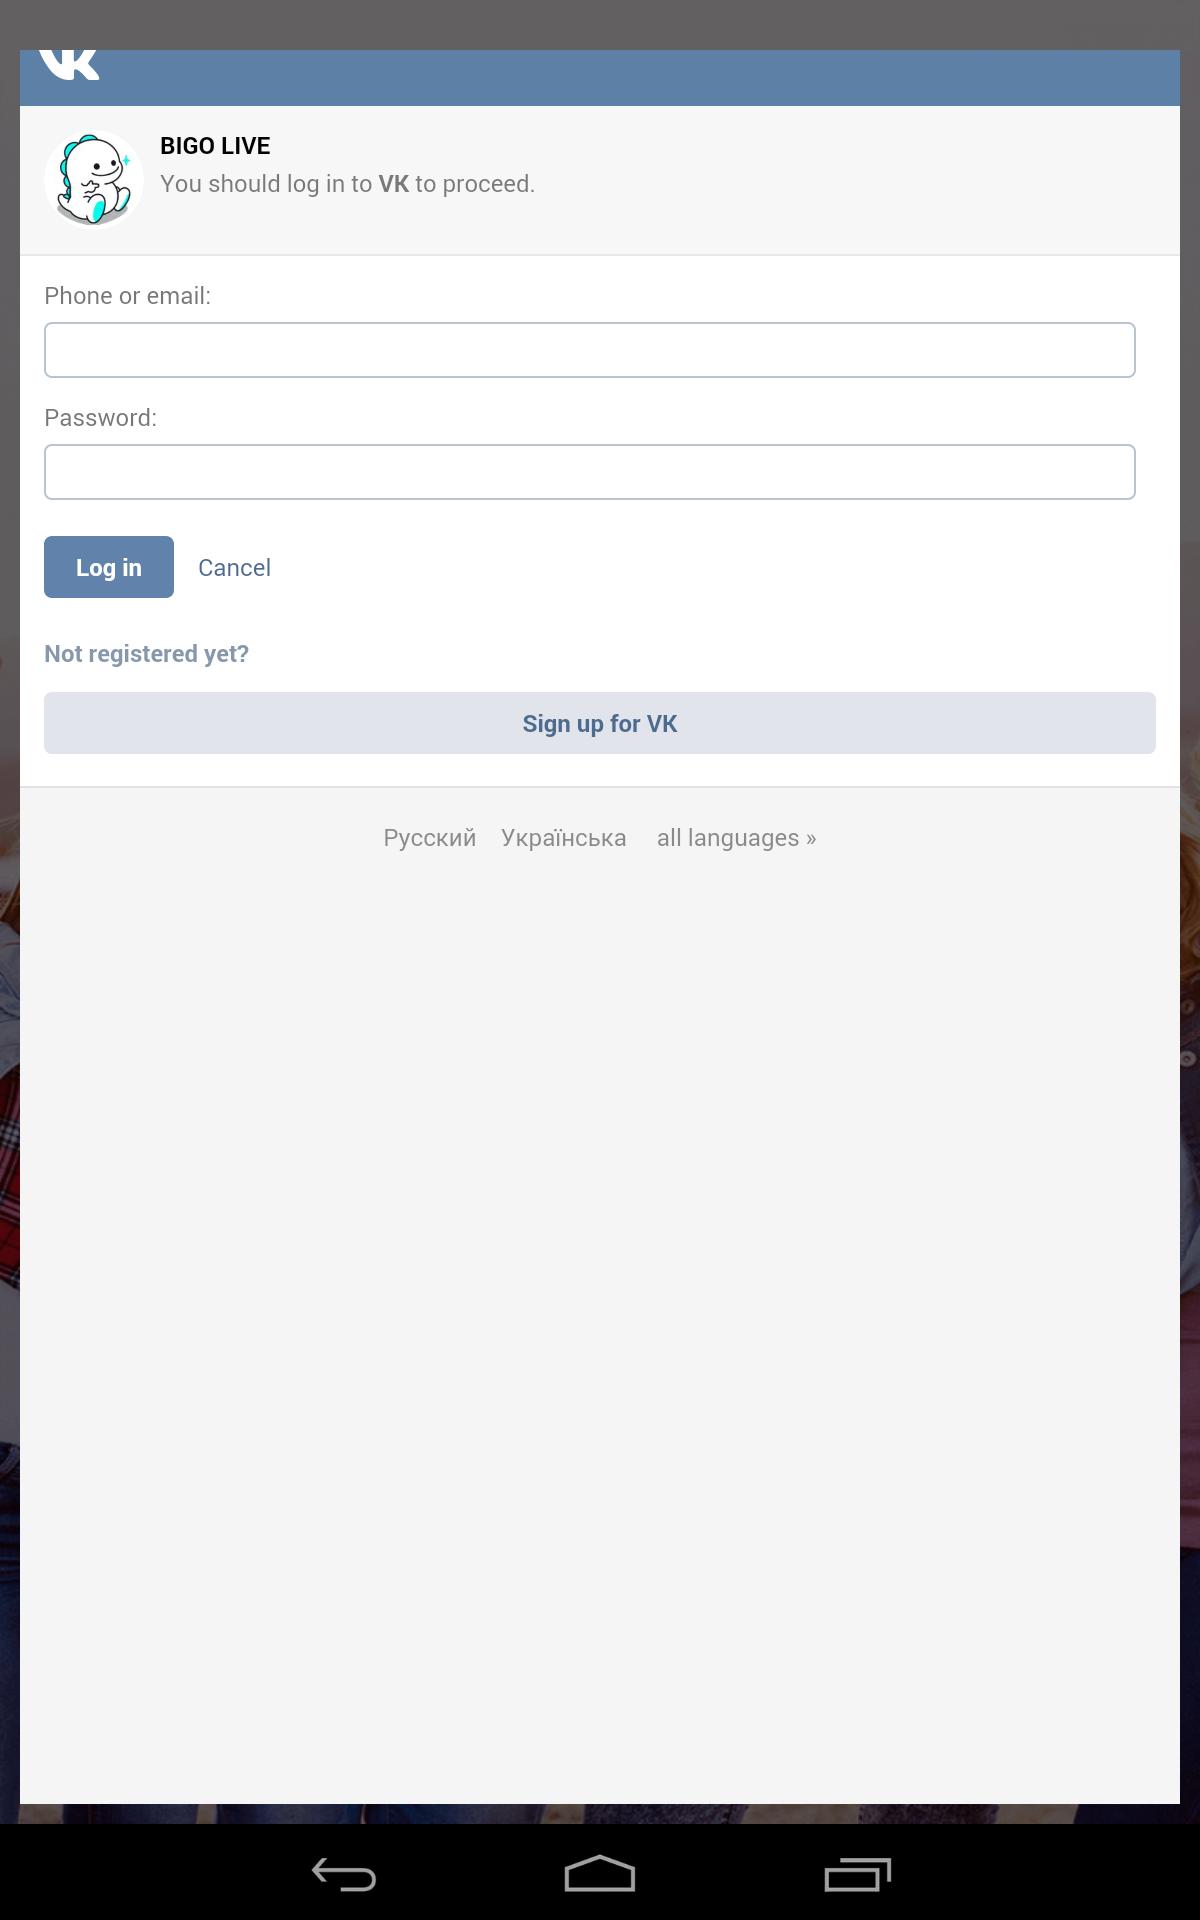 BIGO LIVE
You should log in to VK to proceed.
Phone or email:
Password:
Log in Cancel
Not registered yet?
Sign up for VK
Русский Українська all languages »